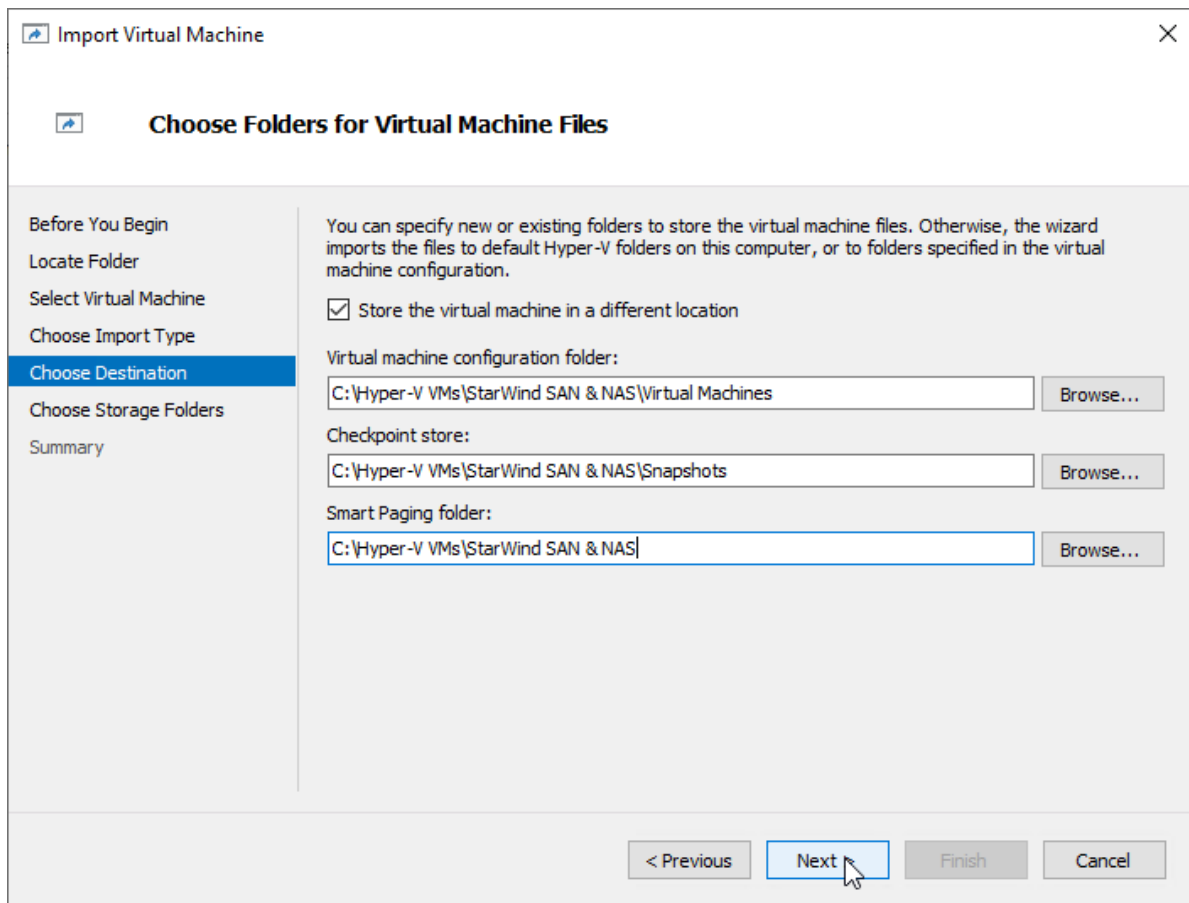 Import Virtual Machine
Choose Folders for Virtual Machine Files
Before You Begin
Locate Folder
Select Virtual Machine
Choose Import Type
Choose Destination
Choose Storage Folders
Summary
You can specify new or existing folders to store the virtual machine files. Otherwise, the wizard
imports the files to default Hyper-V folders on this computer, or to folders specified in the virtual
machine configuration.
Store the virtual machine in a different location
Virtual machine configuration folder:
C:\Hyper-V VMs\StarWind SAN & NAS\Virtual Machines
Browse...
Checkpoint store:
C:\Hyper-V VMs\StarWind SAN & NAS\Snapshots
Browse...
Smart Paging folder:
C:\Hyper-V VMs\StarWind SAN & NAS
Browse...
< Previous
Next >
Finish
Cancel